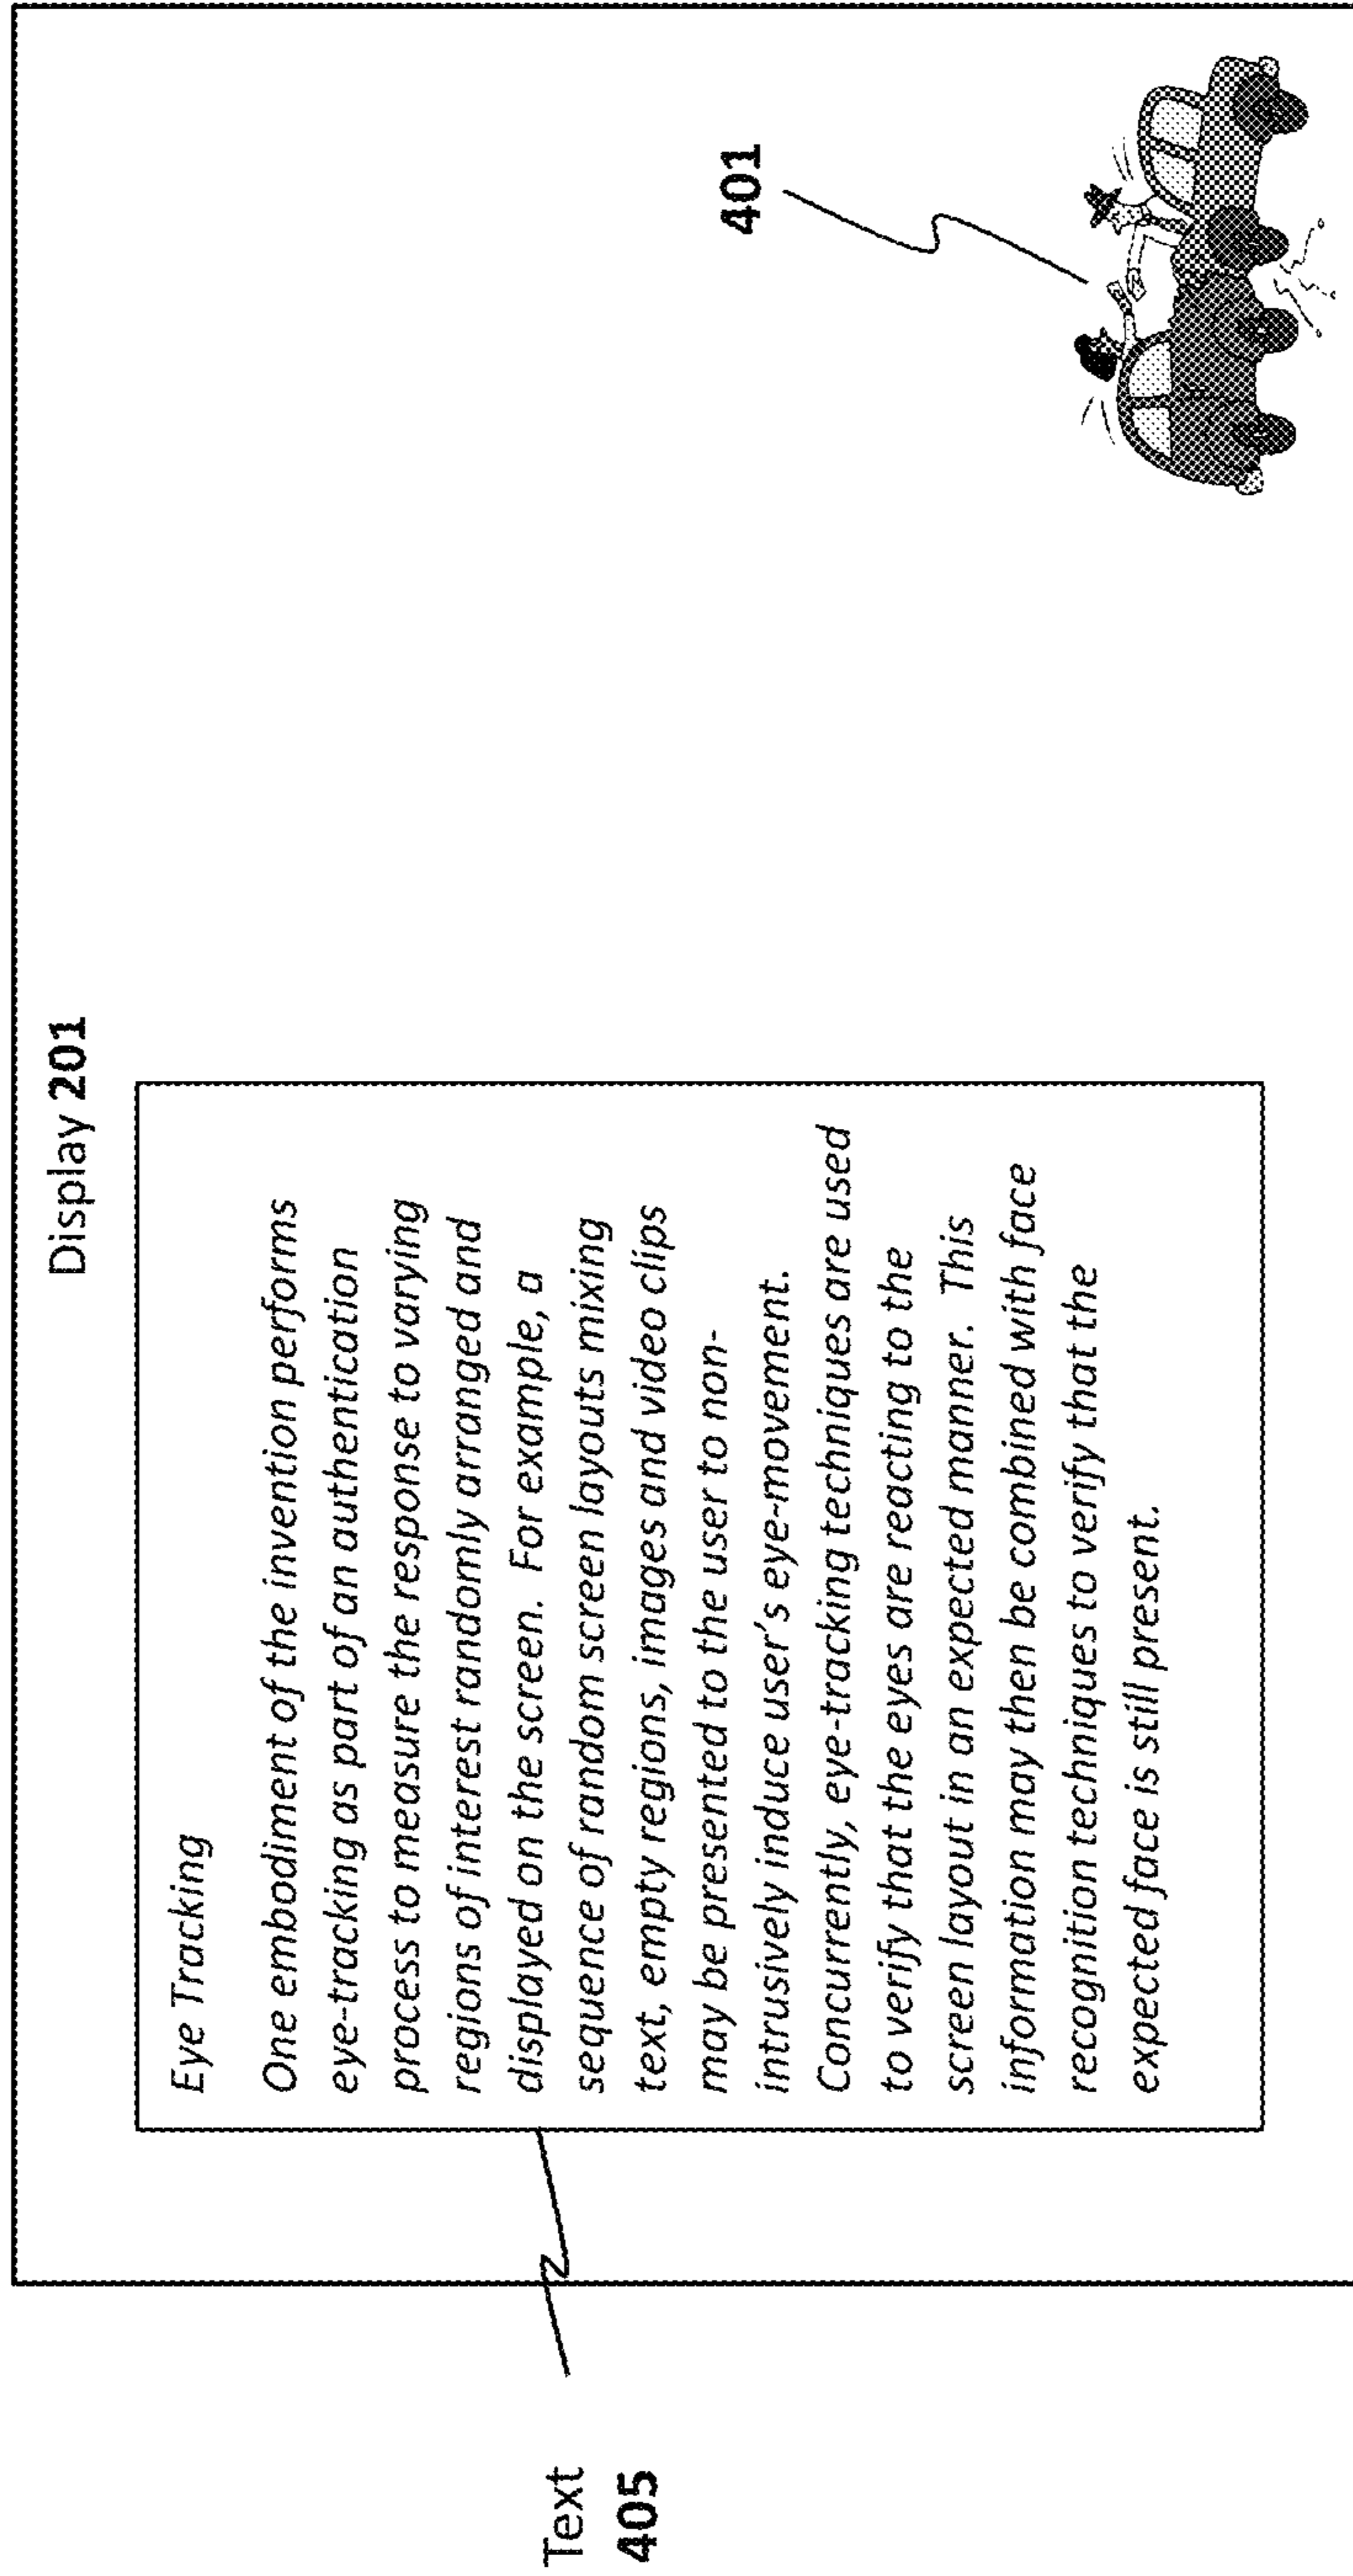 Display 201
Eye Tracking
One embodiment of the invention performs
eye-tracking as part of an authentication
process to measure the response to varying
regions of interest randomly arranged and
displayed on the screen. For example, a
sequence of random screen layouts mixing
text, empty regions, images and video clips
may be presented to the user to non-
intrusively induce user's eye-movement.
Concurrently, eye-tracking techniques are used
to verify that the eyes are reacting to the
screen layout in an expected manner. This
information may then be combined with face
recognition techniques to verify that the
expected face is still present.
Text
405
401